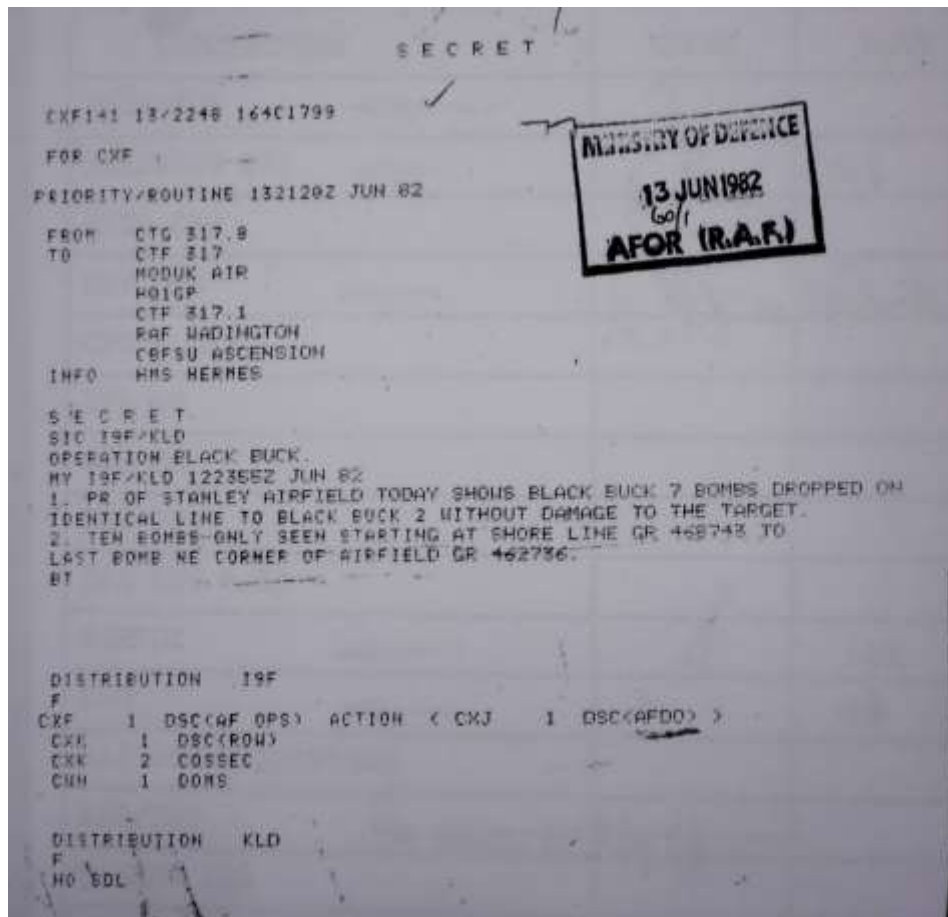 S E C R E T
CXF141 13/2248 164C1799
FOR CXF
PRIORITY/ROUTINE 132120Z JUN 82
MINISTRY OF DEFENCE
13 JUN 1982
AFOR (R.A.F.)
FROM CTG 317.8
TO CTF 317
MODUK AIR
HQ1GP
CTF 317.1
RAF WADINGTON
CBFSU ASCENSION
INFO HMS HERMES
S E C R E T
SIC I9F/KLD
OPERATION BLACK BUCK.
MY I9F/KLD 122355Z JUN 82
1. PR OF STANLEY AIRFIELD TODAY SHOWS BLACK BUCK 7 BOMBS DROPPED ON
IDENTICAL LINE TO BLACK BUCK 2 WITHOUT DAMAGE TO THE TARGET.
2. TEN BOMBS ONLY SEEN STARTING AT SHORE LINE GR 468743 TO
LAST BOMB NE CORNER OF AIRFIELD GR 462736.
BT
DISTRIBUTION I9F
F
CXF 1 DSC(AF OPS) ACTION ( CXJ 1 DSC(AFDO) )
1 DSC(ROW)
CXK 2 COSSEC
1 DOMS
DISTRIBUTION KLD
F
HO SDL